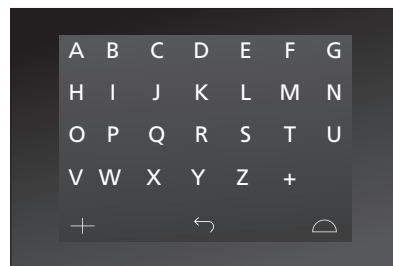 A B C D E F G
H I J K L M N
O P Q R S T U
V W X Y Z +